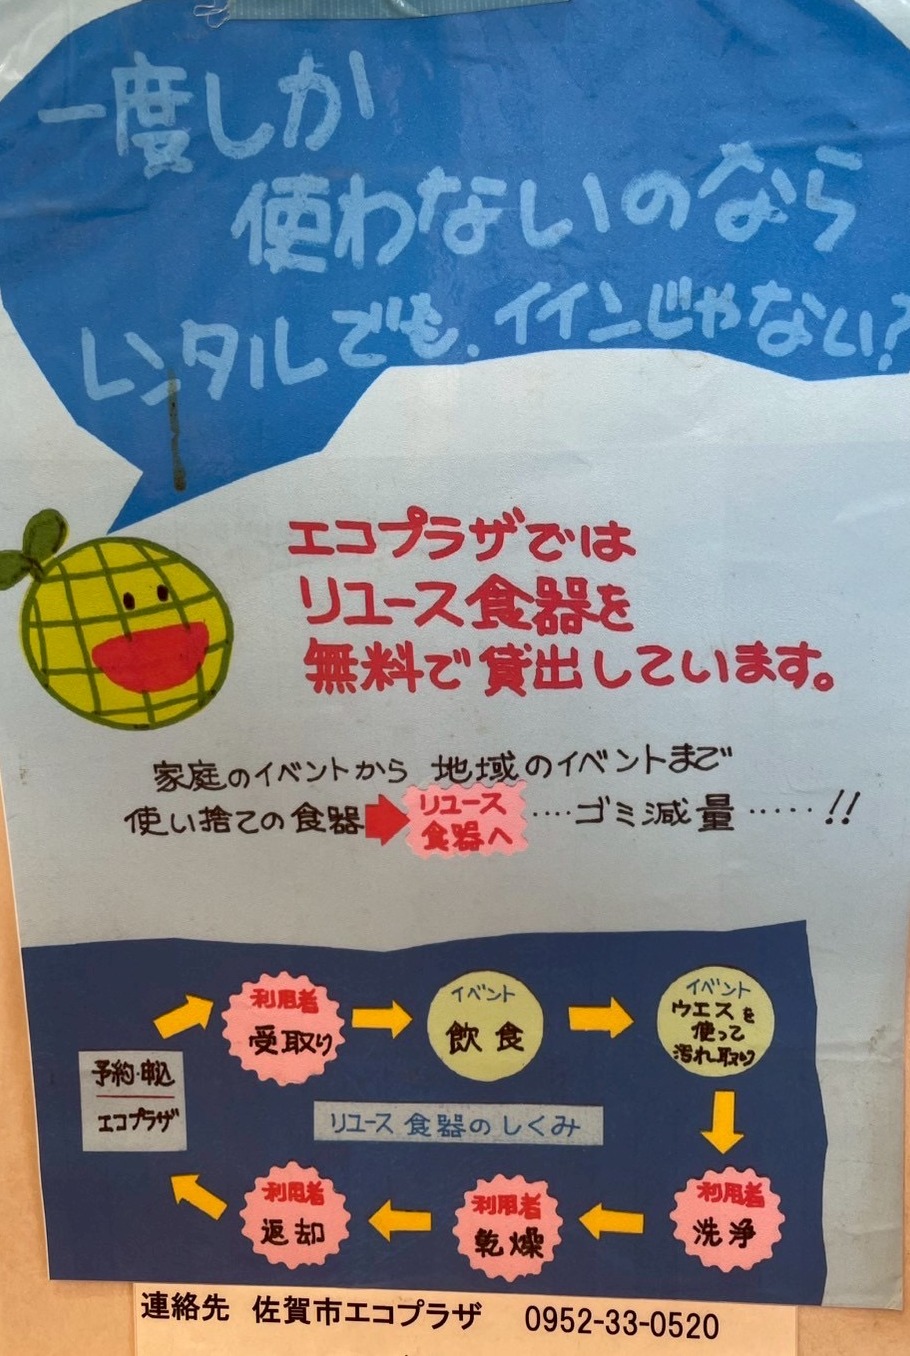 一度しか
使わないのなら
レンタルでも、イインじゃない?
エコプラザでは
リユース食器を
無料で貸出しています。
家庭のイベントから 地域のイベントまで
使い捨ての食器 リユース食器へ ‥‥ゴミ減量‥‥‥!!
予約・申込
エコプラザ
利用者
受取り
イベント
飲食
イベント
ウエスを
使って
汚れ取り
リユース食器のしくみ
利用者
洗浄
利用者
乾燥
利用者
返却
連絡先 佐賀市エコプラザ 0952-33-0520